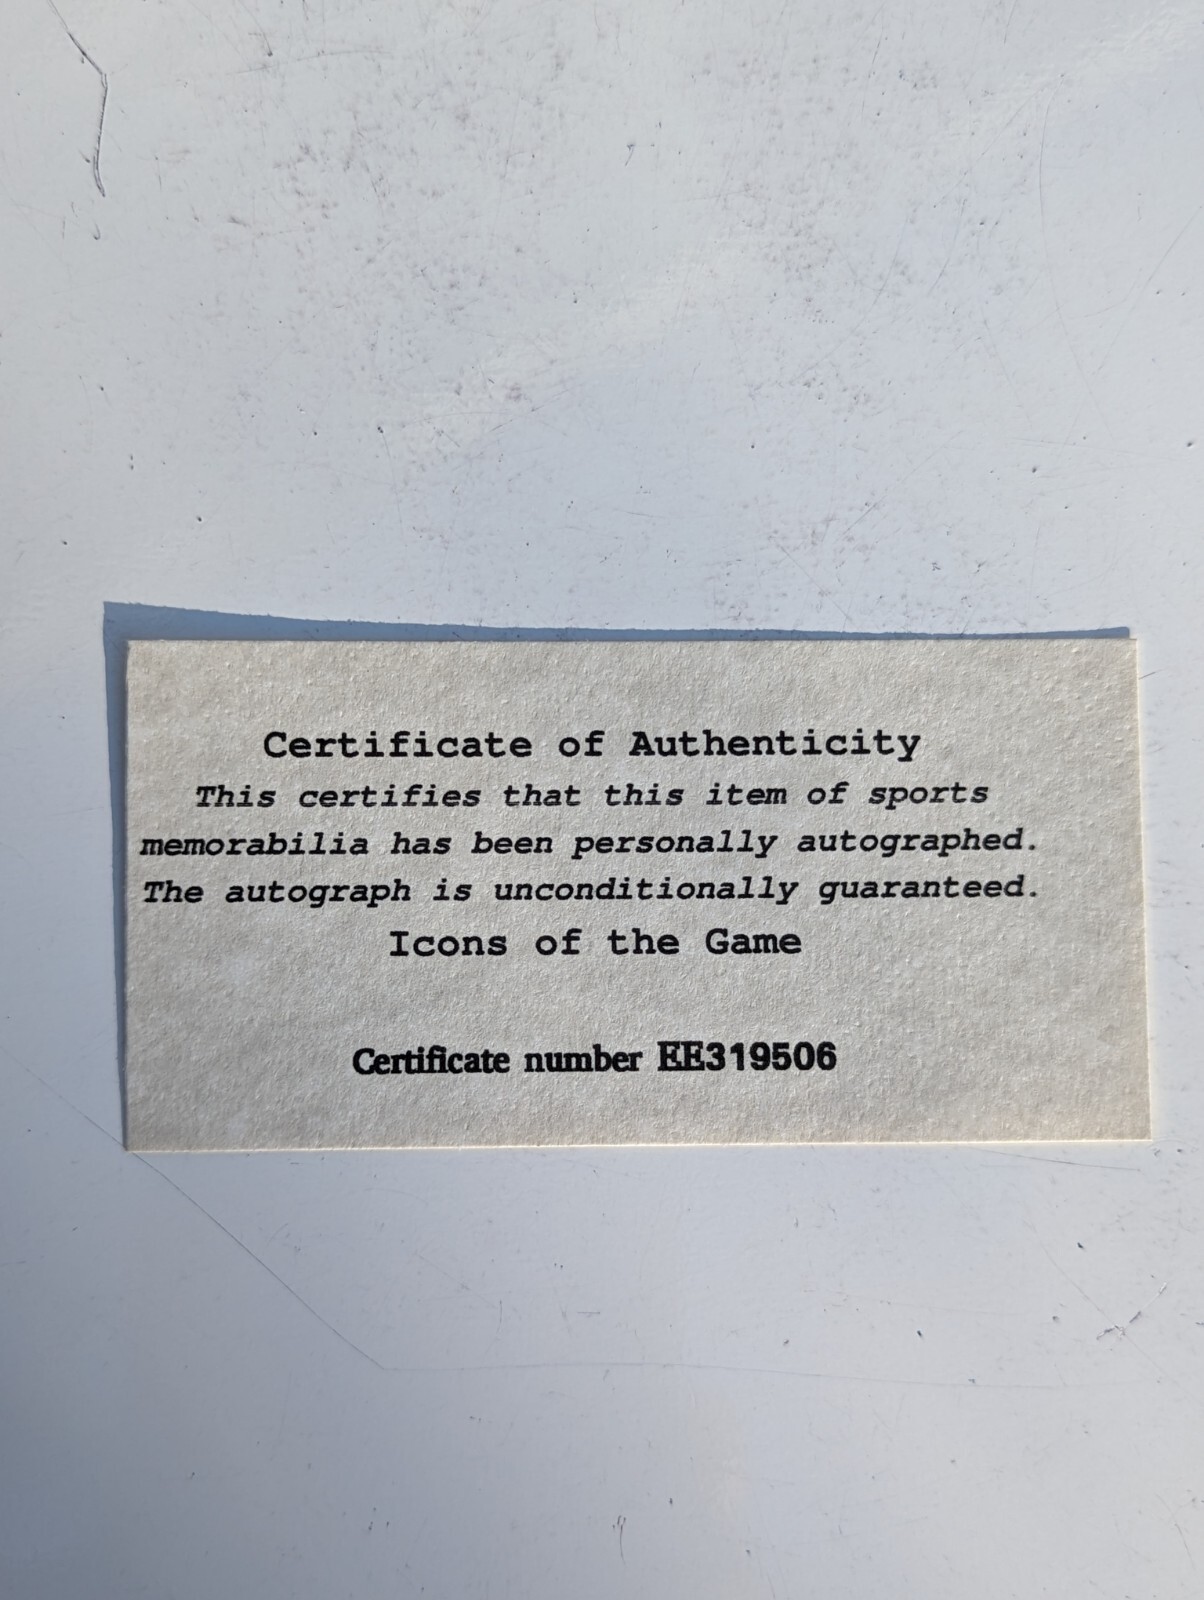 Certificate of Authenticity
This certifies that this item of sports
memorabilia has been personally autographed.
The autograph is unconditionally guaranteed.
Icons of the Game
Certificate number EE319506